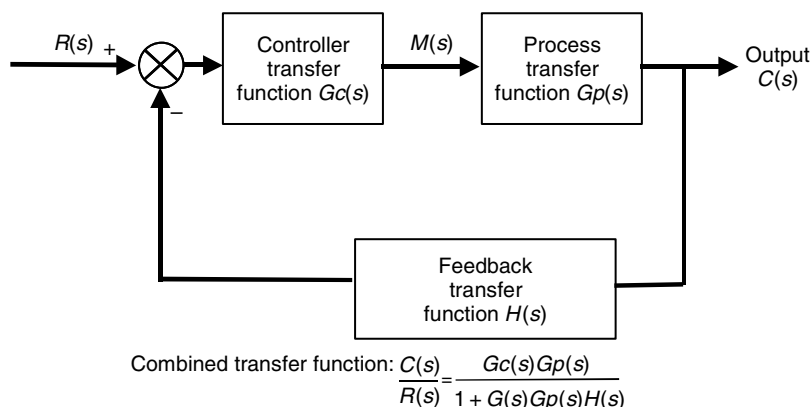 R(s)
+
−
Controller
transfer
function Gc(s)
M(s)
Process
transfer
function Gp(s)
Output
C(s)
Feedback
transfer
function H(s)
Combined transfer function: C(s)/R(s) = Gc(s)Gp(s)/1 + G(s)Gp(s)H(s)